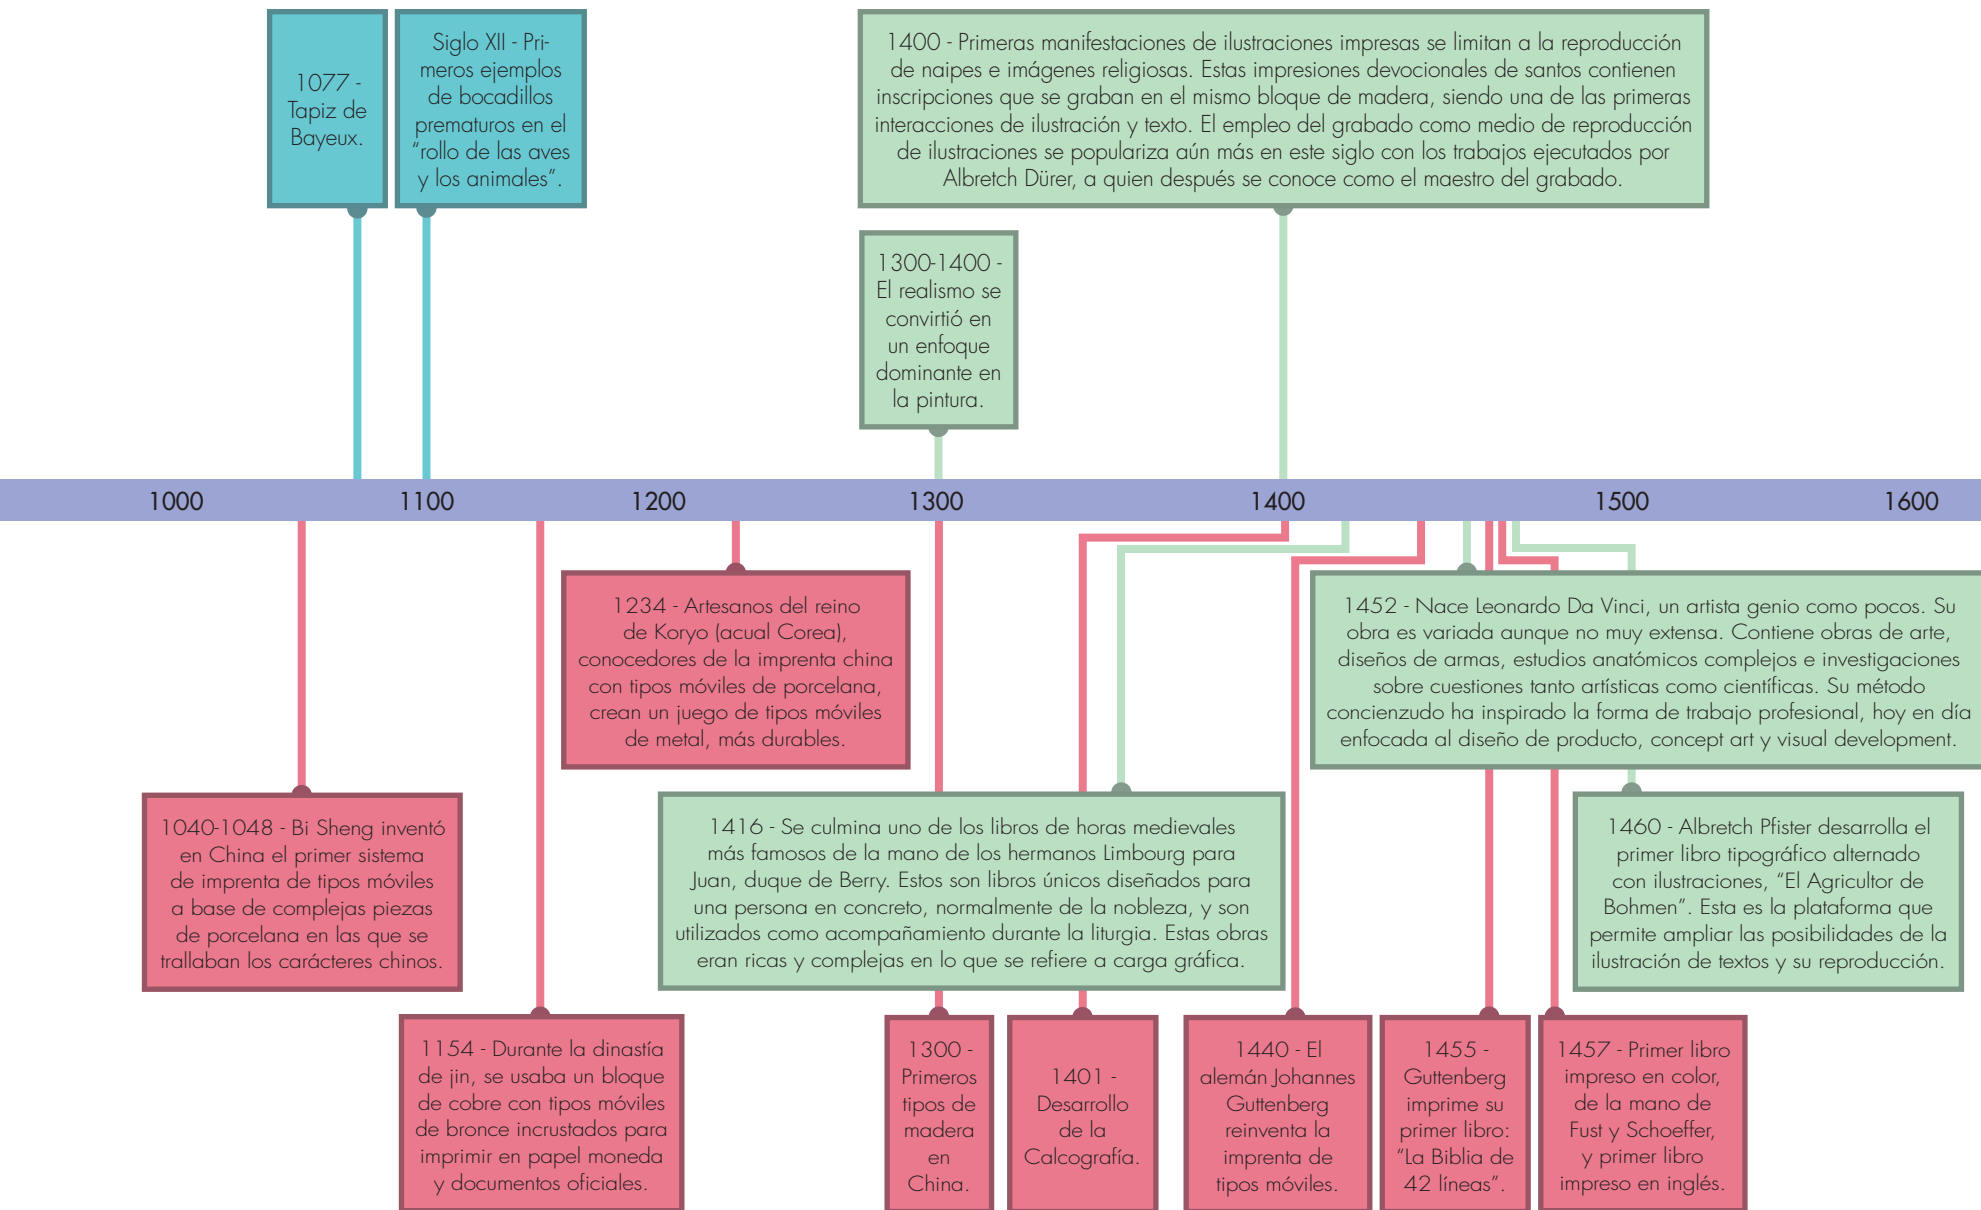 1077 -
Tapiz de
Bayeux.
Siglo XII - Pri-
meros ejemplos
de bocadillos
prematuros en el
“rollo de las aves
y los animales”.
1400 - Primeras manifestaciones de ilustraciones impresas se limitan a la reproducción
de naipes e imágenes religiosas. Estas impresiones devocionales de santos contienen
inscripciones que se graban en el mismo bloque de madera, siendo una de las primeras
interacciones de ilustración y texto. El empleo del grabado como medio de reproducción
de ilustraciones se populariza aún más en este siglo con los trabajos ejecutados por
Albretch Dürer, a quien después se conoce como el maestro del grabado.
1300-1400 -
El realismo se
convirtió en
un enfoque
dominante en
la pintura.
1000 1100 1200 1300 1400 1500 1600
1234 - Artesanos del reino
de Koryo (acual Corea),
conocedores de la imprenta china
con tipos móviles de porcelana,
crean un juego de tipos móviles
de metal, más durables.
1452 - Nace Leonardo Da Vinci, un artista genio como pocos. Su
obra es variada aunque no muy extensa. Contiene obras de arte,
diseños de armas, estudios anatómicos complejos e investigaciones
sobre cuestiones tanto artísticas como científicas. Su método
concienzudo ha inspirado la forma de trabajo profesional, hoy en día
enfocada al diseño de producto, concept art y visual development.
1040-1048 - Bi Sheng inventó
en China el primer sistema
de imprenta de tipos móviles
a base de complejas piezas
de porcelana en las que se
trallaban los carácteres chinos.
1416 - Se culmina uno de los libros de horas medievales
más famosos de la mano de los hermanos Limbourg para
Juan, duque de Berry. Estos son libros únicos diseñados para
una persona en concreto, normalmente de la nobleza, y son
utilizados como acompañamiento durante la liturgia. Estas obras
eran ricas y complejas en lo que se refiere a carga gráfica.
1460 - Albretch Pfister desarrolla el
primer libro tipográfico alternado
con ilustraciones, “El Agricultor de
Bohmen”. Esta es la plataforma que
permite ampliar las posibilidades de la
ilustración de textos y su reproducción.
1154 - Durante la dinastía
de jin, se usaba un bloque
de cobre con tipos móviles
de bronce incrustados para
imprimir en papel moneda
y documentos oficiales.
1300 -
Primeros
tipos de
madera
en
China.
1401 -
Desarrollo
de la
Calcografía.
1440 - El
alemán Johannes
Guttenberg
reinventa la
imprenta de
tipos móviles.
1455 -
Guttenberg
imprime su
primer libro:
“La Biblia de
42 líneas”.
1457 - Primer libro
impreso en color,
de la mano de
Fust y Schoeffer,
y primer libro
impreso en inglés.